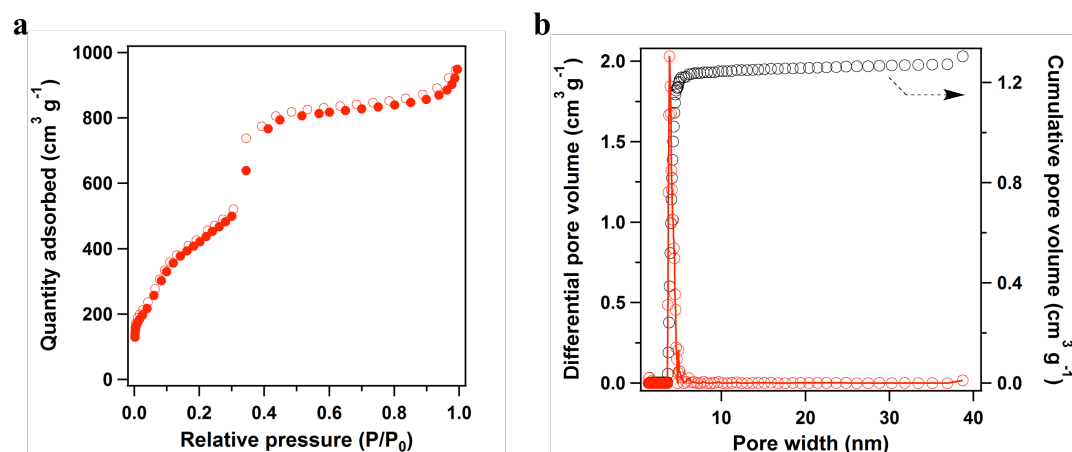 a
1000
800
600
400
200
0
Quantity adsorbed (cm³ g⁻¹)
0.0 0.2 0.4 0.6 0.8 1.0
Relative pressure (P/P₀)
b
2.0
1.5
1.0
0.5
0.0
Differential pore volume (cm³ g⁻¹)
10 20 30 40
Pore width (nm)
1.2
0.8
0.4
0.0
Cumulative pore volume (cm³ g⁻¹)